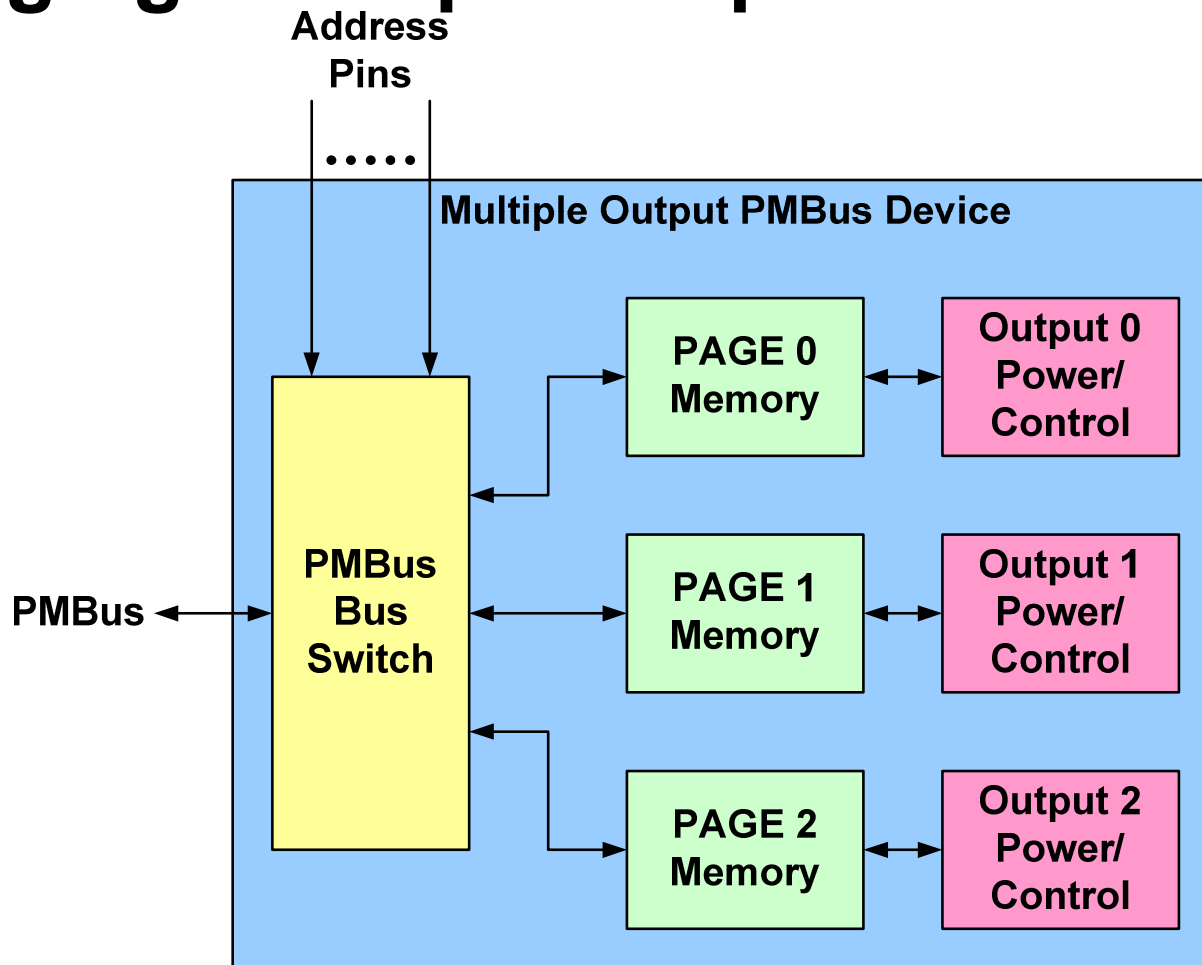 Address
Pins
Multiple Output PMBus Device
PAGE 0
Memory
Output 0
Power/
Control
PMBus
Bus
Switch
PMBus
PAGE 1
Memory
Output 1
Power/
Control
PAGE 2
Memory
Output 2
Power/
Control